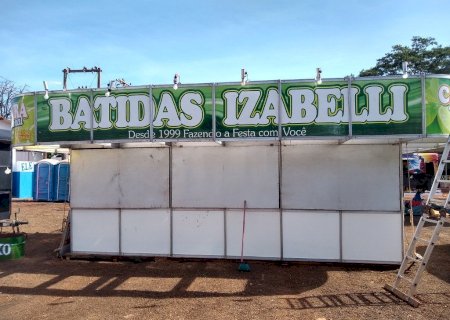 BATIDAS IZABELLI
Desde 1999 Fazendo a Festa com Você